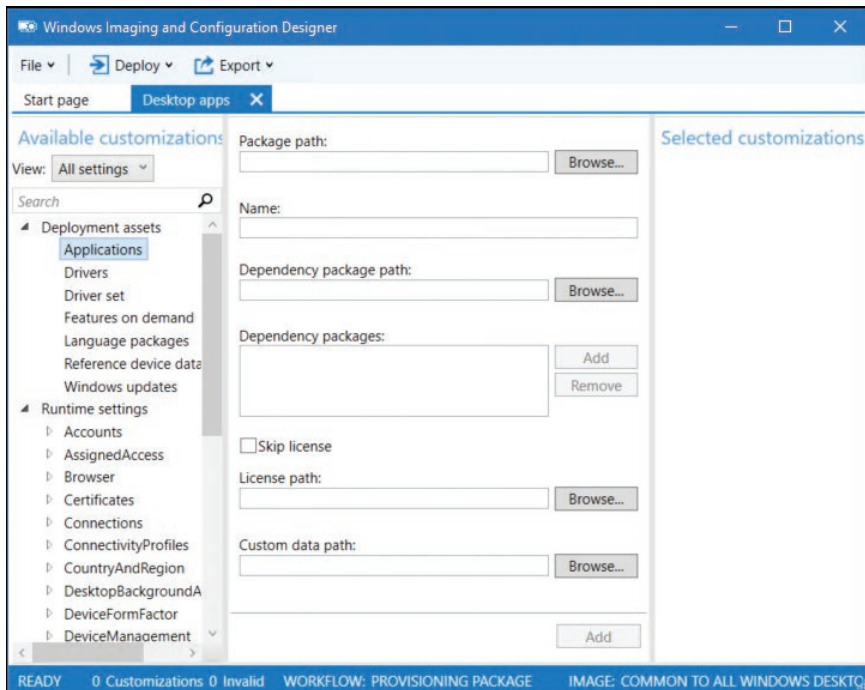 Windows Imaging and Configuration Designer
File Deploy Export
Start page Desktop apps
Available customizations
View: All settings
Search
Deployment assets
Applications
Drivers
Driver set
Features on demand
Language packages
Reference device data
Windows updates
Runtime settings
Accounts
AssignedAccess
Browser
Certificates
Connections
ConnectivityProfiles
CountryAndRegion
DesktopBackgroundA
DeviceFormFactor
DeviceManagement
Package path:
Browse...
Name:
Dependency package path:
Browse...
Dependency packages:
Add
Remove
Skip license
License path:
Browse...
Custom data path:
Browse...
Add
Selected customizations
READY 0 Customizations 0 Invalid WORKFLOW: PROVISIONING PACKAGE IMAGE: COMMON TO ALL WINDOWS DESKTO